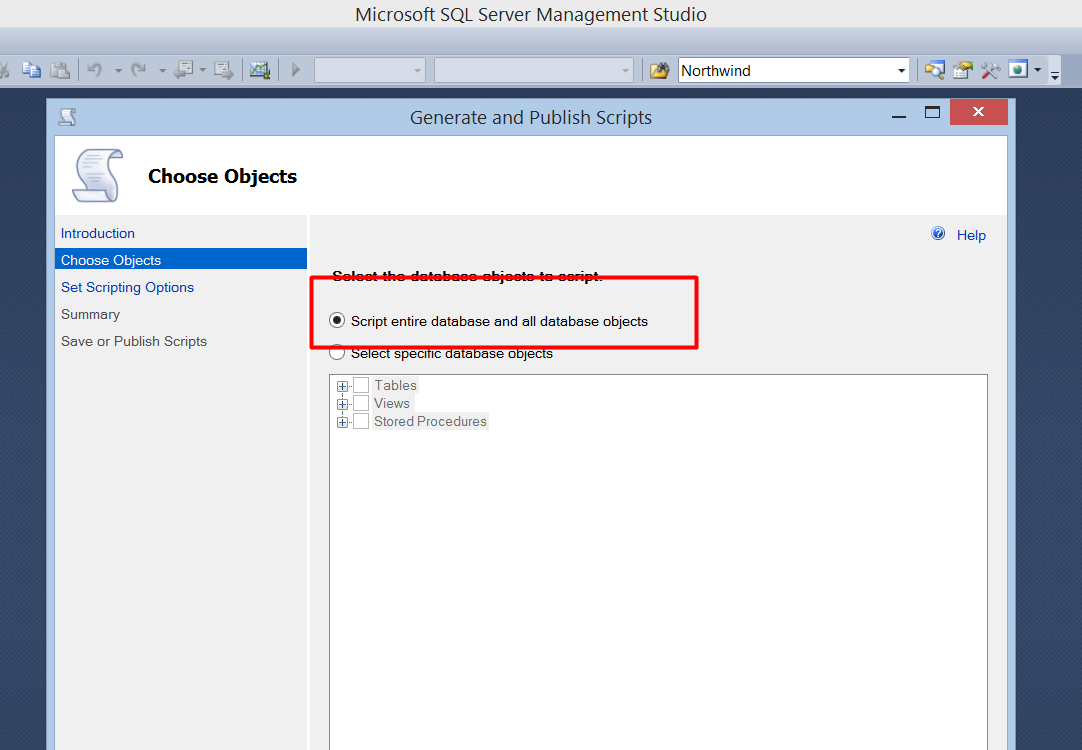 Microsoft SQL Server Management Studio
Northwind
Generate and Publish Scripts
Choose Objects
Introduction
Help
Choose Objects
Select the database objects to script.
Set Scripting Options
Summary
Script entire database and all database objects
Save or Publish Scripts
Select specific database objects
Tables
Views
Stored Procedures